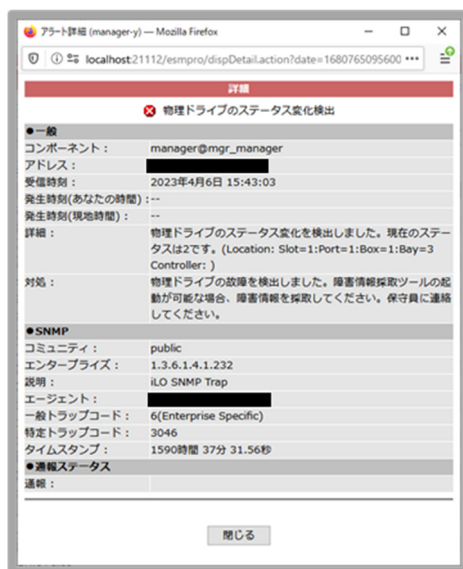 アラート詳細 (manager-y) — Mozilla Firefox
localhost:21112/esmpro/dispDetail.action?date=1680765095600
詳細
物理ドライブのステータス変化検出
●一般
コンポーネント： manager@mgr_manager
アドレス：
受信時刻： 2023年4月6日 15:43:03
発生時刻(あなたの時間)：--
発生時刻(現地時間)： --
詳細： 物理ドライブのステータス変化を検出しました。現在のステー
タスは2です。(Location: Slot=1:Port=1:Box=1:Bay=3
Controller: )
対処： 物理ドライブの故障を検出しました。障害情報採取ツールの起
動が可能な場合、障害情報を採取してください。保守員に連絡
してください。
●SNMP
コミュニティ： public
エンタープライズ： 1.3.6.1.4.1.232
説明： iLO SNMP Trap
エージェント：
一般トラップコード： 6(Enterprise Specific)
特定トラップコード： 3046
タイムスタンプ： 1590時間 37分 31.56秒
●通報ステータス
通報：
閉じる